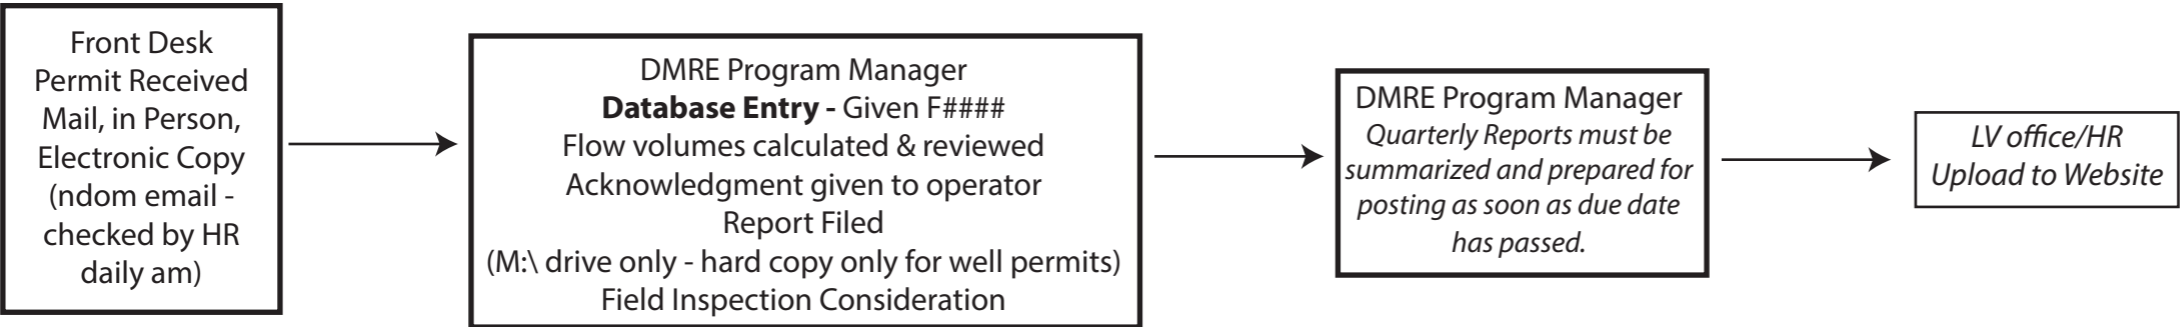 Front Desk
Permit Received
Mail, in Person,
Electronic Copy
(ndom email -
checked by HR
daily am)
DMRE Program Manager
Database Entry - Given F####
Flow volumes calculated & reviewed
Acknowledgment given to operator
Report Filed
(M:\ drive only - hard copy only for well permits)
Field Inspection Consideration
DMRE Program Manager
Quarterly Reports must be
summarized and prepared for
posting as soon as due date
has passed.
LV office/HR
Upload to Website